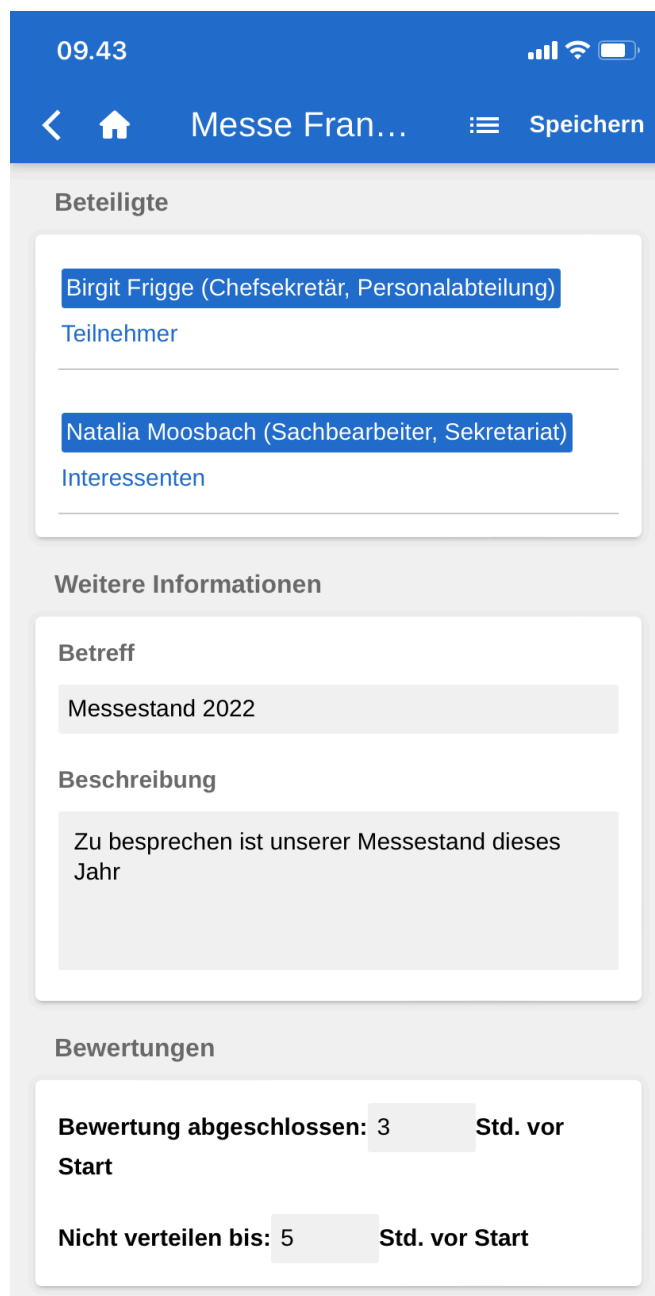 09.43
Messe Fran... Speichern
Beteiligte
Birgit Frigge (Chefsekretär, Personalabteilung)
Teilnehmer
Natalia Moosbach (Sachbearbeiter, Sekretariat)
Interessenten
Weitere Informationen
Betreff
Messestand 2022
Beschreibung
Zu besprechen ist unserer Messestand dieses
Jahr
Bewertungen
Bewertung abgeschlossen: 3 Std. vor
Start
Nicht verteilen bis: 5 Std. vor Start